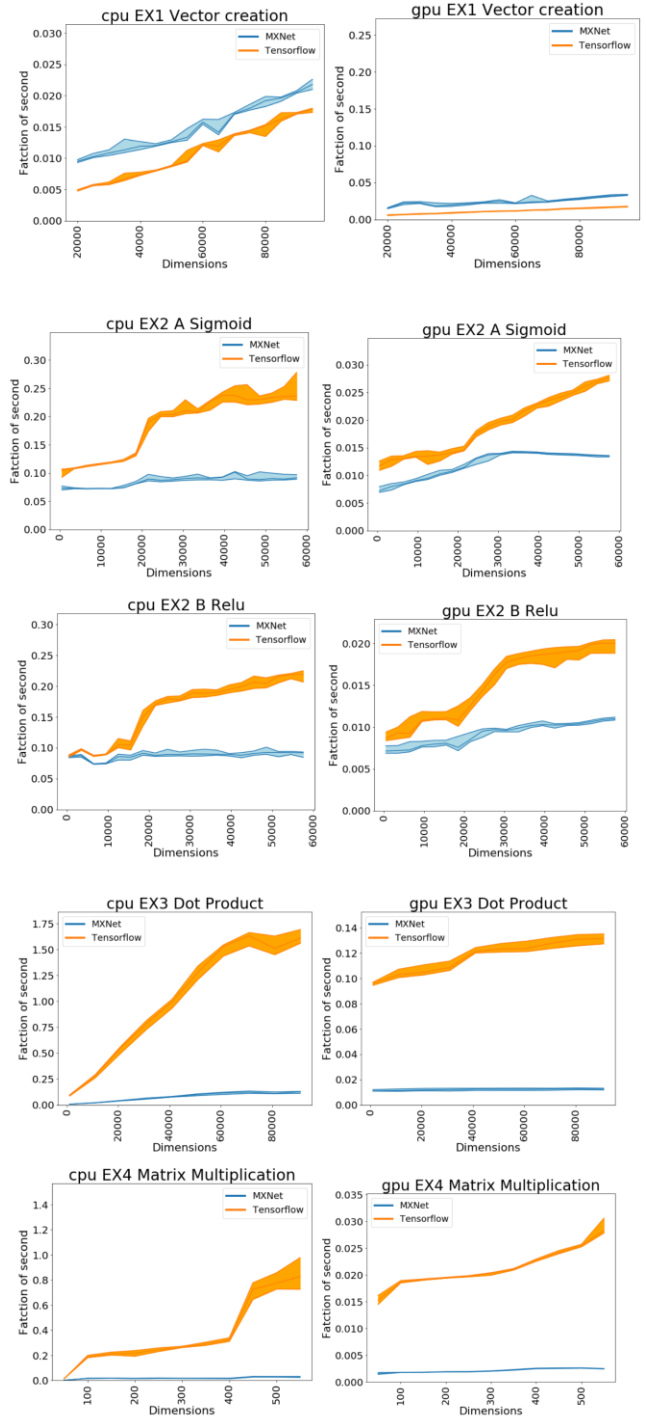 cpu EX1 Vector creation
MXNet
Tensorflow
Fatction of second
0.030
0.025
0.020
0.015
0.010
0.005
0.000
20000
40000
60000
80000
Dimensions
gpu EX1 Vector creation
MXNet
Tensorflow
Fatction of second
0.25
0.20
0.15
0.10
0.05
0.00
20000
40000
60000
80000
Dimensions
cpu EX2 A Sigmoid
MXNet
Tensorflow
Fatction of second
0.30
0.25
0.20
0.15
0.10
0.05
0.00
0
10000
20000
30000
40000
50000
60000
Dimensions
gpu EX2 A Sigmoid
MXNet
Tensorflow
Fatction of second
0.030
0.025
0.020
0.015
0.010
0.005
0.000
0
10000
20000
30000
40000
50000
60000
Dimensions
cpu EX2 B Relu
MXNet
Tensorflow
Fatction of second
0.30
0.25
0.20
0.15
0.10
0.05
0.00
0
10000
20000
30000
40000
50000
60000
Dimensions
gpu EX2 B Relu
MXNet
Tensorflow
Fatction of second
0.020
0.015
0.010
0.005
0.000
0
10000
20000
30000
40000
50000
60000
Dimensions
cpu EX3 Dot Product
MXNet
Tensorflow
Fatction of second
1.75
1.50
1.25
1.00
0.75
0.50
0.25
0.00
20000
40000
60000
80000
Dimensions
gpu EX3 Dot Product
MXNet
Tensorflow
Fatction of second
0.14
0.12
0.10
0.08
0.06
0.04
0.02
0.00
0
20000
40000
60000
80000
Dimensions
cpu EX4 Matrix Multiplication
MXNet
Tensorflow
Fatction of second
1.4
1.2
1.0
0.8
0.6
0.4
0.2
0.0
100
200
300
400
500
Dimensions
gpu EX4 Matrix Multiplication
MXNet
Tensorflow
Fatction of second
0.035
0.030
0.025
0.020
0.015
0.010
0.005
0.000
100
200
300
400
500
Dimensions